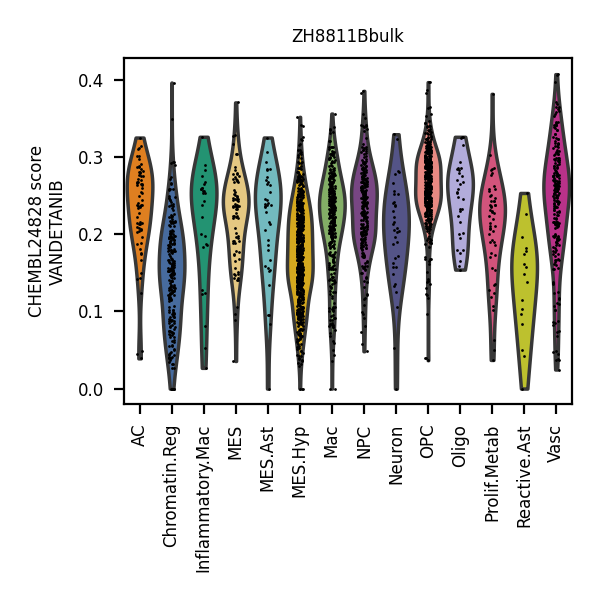 ZH8811Bbulk
CHEMBL24828 score
VANDETANIB
0.4
0.3
0.2
0.1
0.0
AC
Chromatin.Reg
Inflammatory.Mac
MES
MES.Ast
MES.Hyp
Mac
NPC
Neuron
OPC
Oligo
Prolif.Metab
Reactive.Ast
Vasc